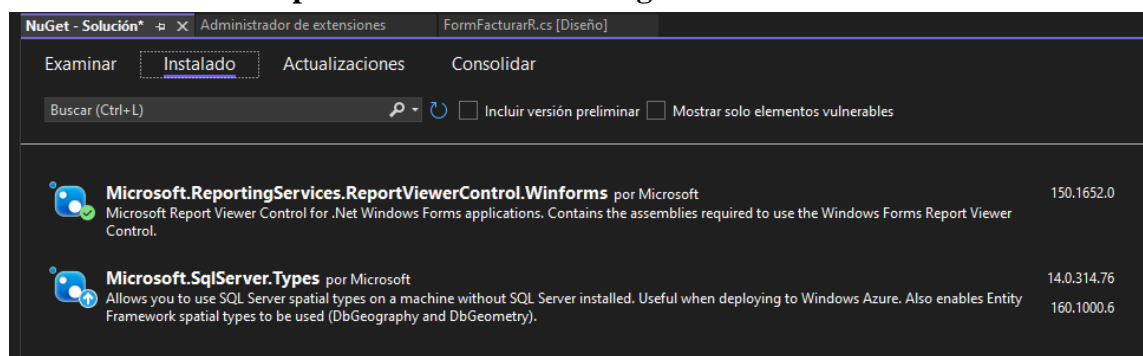 NuGet - Solución* Administrador de extensiones FormFacturarR.cs [Diseño]
Examinar Instalado Actualizaciones Consolidar
Buscar (Ctrl+L) Incluir versión preliminar Mostrar solo elementos vulnerables
Microsoft.ReportingServices.ReportViewerControl.Winforms por Microsoft 150.1652.0
Microsoft Report Viewer Control for .Net Windows Forms applications. Contains the assemblies required to use the Windows Forms Report Viewer
Control.
Microsoft.SqlServer.Types por Microsoft 14.0.314.76
Allows you to use SQL Server spatial types on a machine without SQL Server installed. Useful when deploying to Windows Azure. Also enables Entity 160.1000.6
Framework spatial types to be used (DbGeography and DbGeometry).